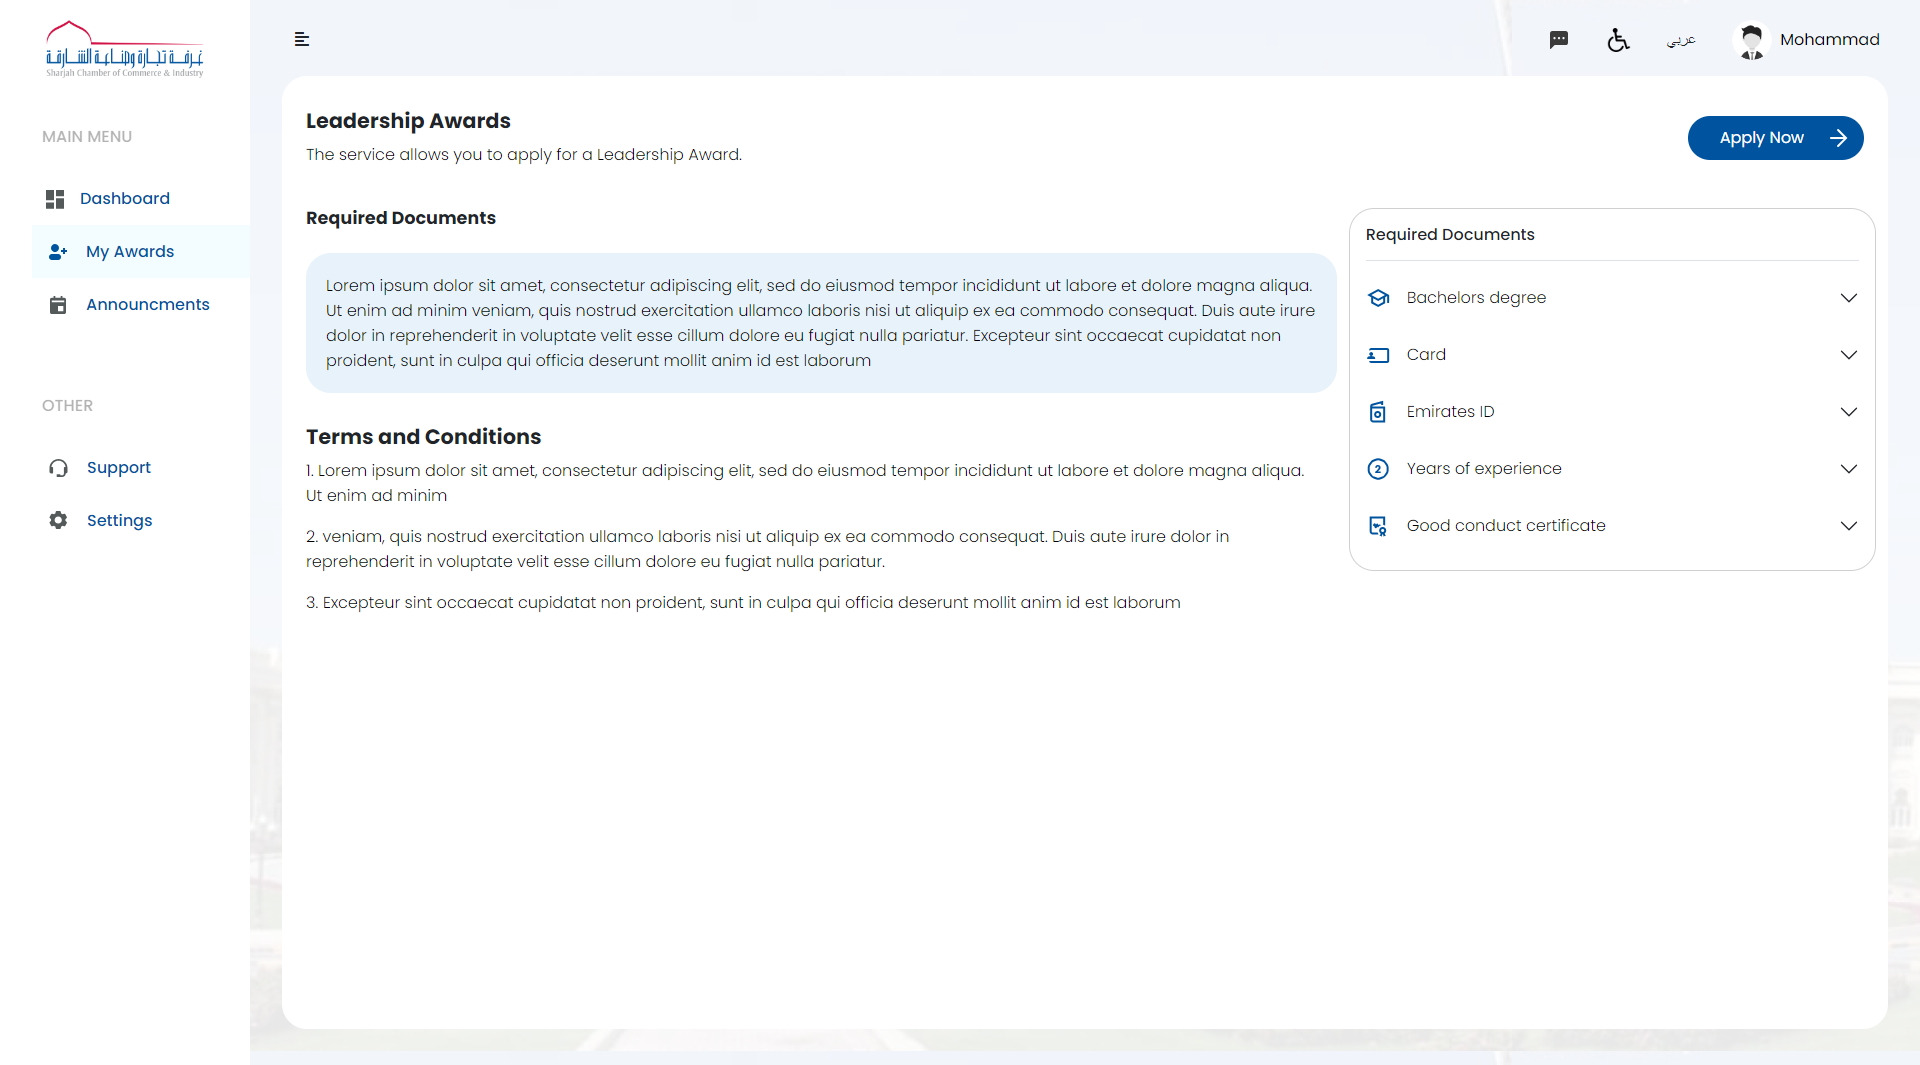 غرفة تجارة وصناعة الشارقة
Sharjah Chamber of Commerce & Industry
MAIN MENU
Dashboard
My Awards
Announcments
OTHER
Support
Settings
عربي
Mohammad
Leadership Awards
The service allows you to apply for a Leadership Award.
Apply Now
Required Documents
Lorem ipsum dolor sit amet, consectetur adipiscing elit, sed do eiusmod tempor incididunt ut labore et dolore magna aliqua.
Ut enim ad minim veniam, quis nostrud exercitation ullamco laboris nisi ut aliquip ex ea commodo consequat. Duis aute irure
dolor in reprehenderit in voluptate velit esse cillum dolore eu fugiat nulla pariatur. Excepteur sint occaecat cupidatat non
proident, sunt in culpa qui officia deserunt mollit anim id est laborum
Terms and Conditions
1. Lorem ipsum dolor sit amet, consectetur adipiscing elit, sed do eiusmod tempor incididunt ut labore et dolore magna aliqua.
Ut enim ad minim
2. veniam, quis nostrud exercitation ullamco laboris nisi ut aliquip ex ea commodo consequat. Duis aute irure dolor in
reprehenderit in voluptate velit esse cillum dolore eu fugiat nulla pariatur.
3. Excepteur sint occaecat cupidatat non proident, sunt in culpa qui officia deserunt mollit anim id est laborum
Required Documents
Bachelors degree
Card
Emirates ID
2
Years of experience
Good conduct certificate